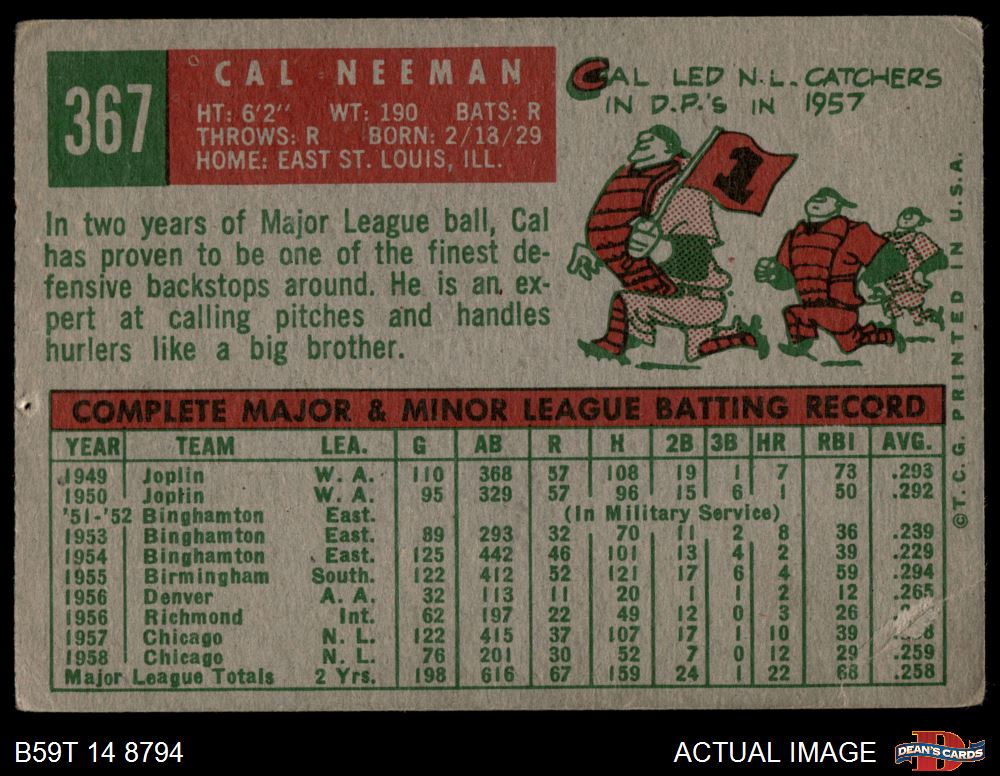 367
CAL NEEMAN
HT: 6'2" WT: 190 BATS: R
THROWS: R BORN: 2/18/29
HOME: EAST ST. LOUIS, ILL.
CAL LED N.L. CATCHERS
IN D.P.'S IN 1957
1
In two years of Major League ball, Cal
has proven to be one of the finest de-
fensive backstops around. He is an ex-
pert at calling pitches and handles
hurlers like a big brother.
COMPLETE MAJOR & MINOR LEAGUE BATTING RECORD
YEAR TEAM LEA. G AB R H 2B 3B HR RBI AVG.
1949 Joplin W. A. 110 368 57 108 19 1 7 73 .293
1950 Joplin W. A. 95 329 57 96 15 6 1 50 .292
'51-'52 Binghamton East. (In Military Service)
1953 Binghamton East. 89 293 32 70 11 2 8 36 .239
1954 Binghamton East. 125 442 46 101 13 4 2 39 .229
1955 Birmingham South. 122 412 52 121 17 6 4 59 .294
1956 Denver A. A. 32 113 11 20 1 1 2 12 .265
1956 Richmond Int. 62 197 22 49 12 0 3 26
1957 Chicago N. L. 122 415 37 107 17 1 10 39
1958 Chicago N. L. 76 201 30 52 7 0 12 29 .259
Major League Totals 2 Yrs. 198 616 67 159 24 1 22 68 .258
©T.C.G. PRINTED IN U.S.A.
B59T 14 8794
ACTUAL IMAGE
D
DEAN'S CARDS